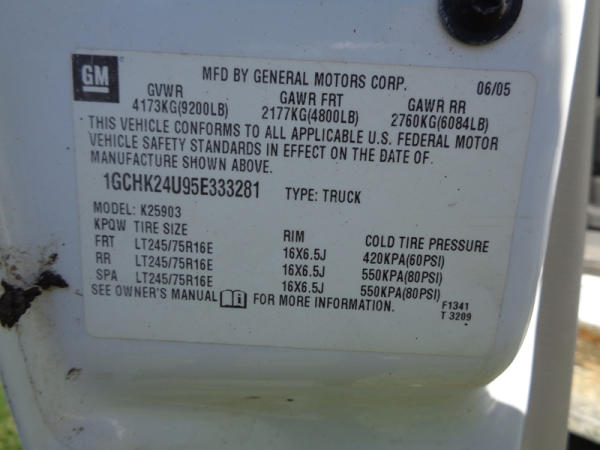 GM
MFD BY GENERAL MOTORS CORP. 06/05
GVWR GAWR FRT GAWR RR
4173KG(9200LB) 2177KG(4800LB) 2760KG(6084LB)
THIS VEHICLE CONFORMS TO ALL APPLICABLE U.S. FEDERAL MOTOR
VEHICLE SAFETY STANDARDS IN EFFECT ON THE DATE OF
MANUFACTURE SHOWN ABOVE.
1GCHK24U95E333281 TYPE: TRUCK
MODEL: K25903
KPQW TIRE SIZE RIM COLD TIRE PRESSURE
FRT LT245/75R16E 16X6.5J 420KPA(60PSI)
RR LT245/75R16E 16X6.5J 550KPA(80PSI)
SPA LT245/75R16E 16X6.5J 550KPA(80PSI)
SEE OWNER'S MANUAL FOR MORE INFORMATION.
F1341
T 3209